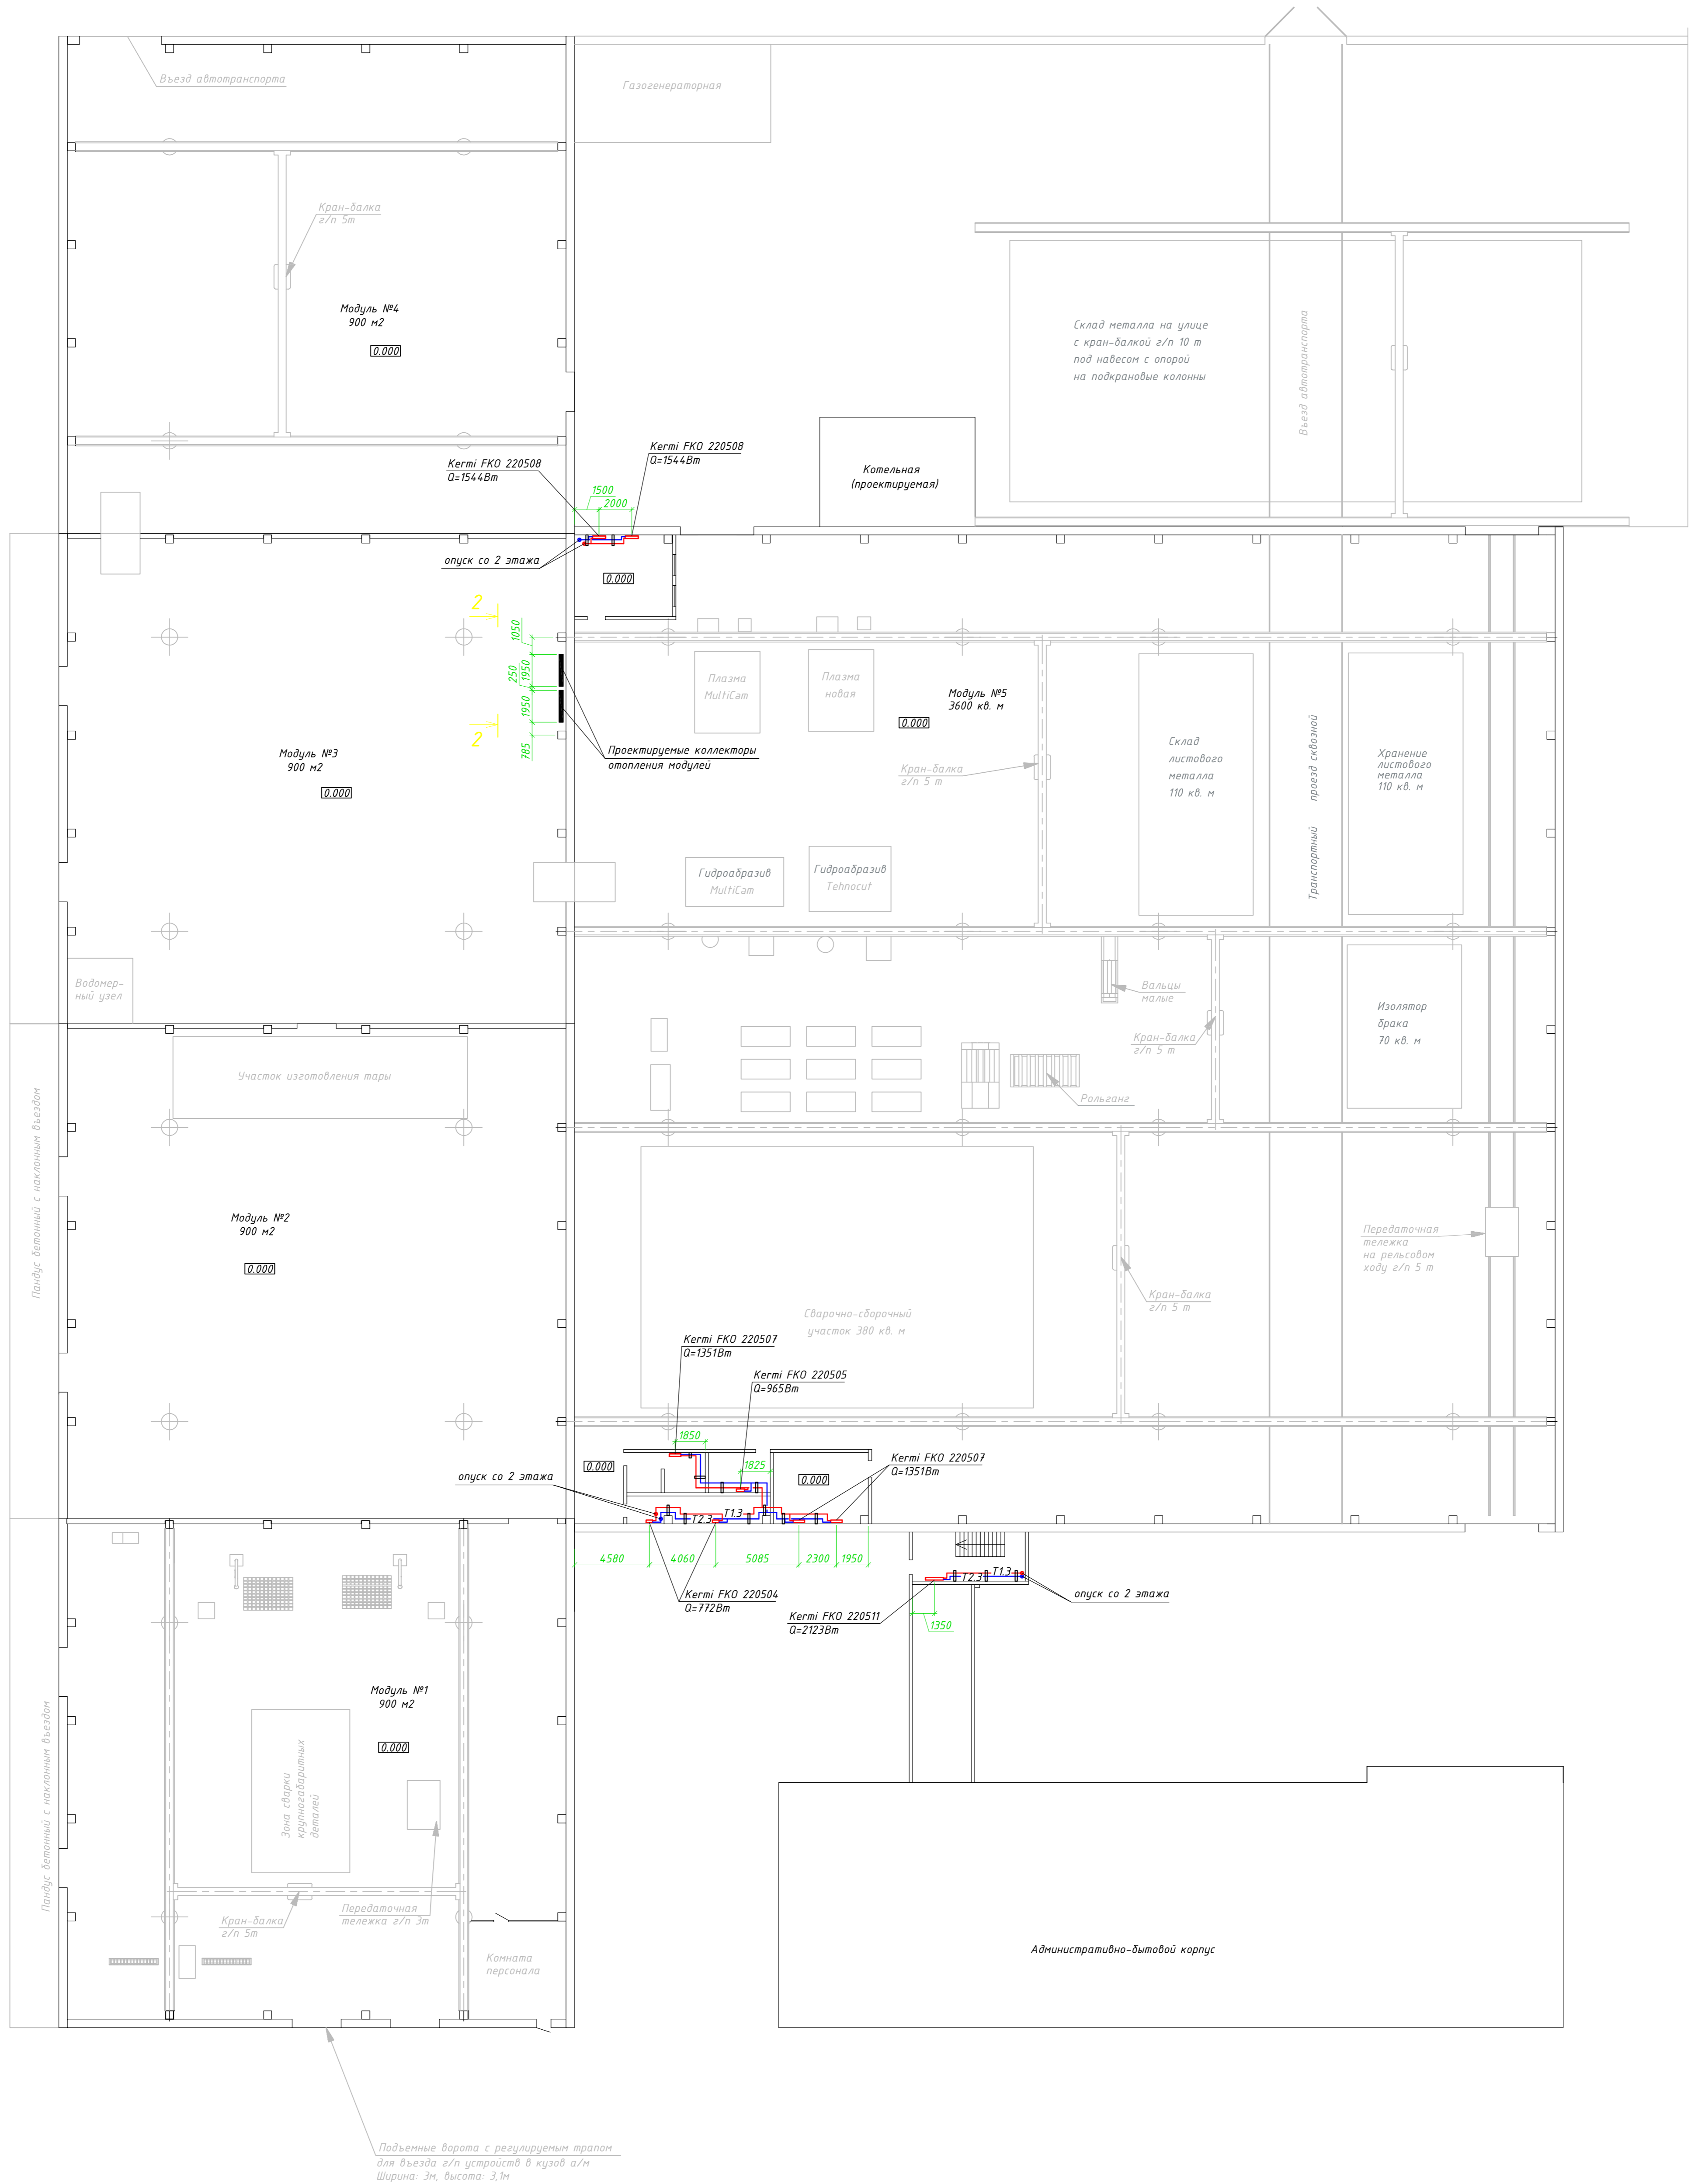 Въезд автотранспорта
Газогенераторная
Кран-балка
г/п 5т
Модуль №4
900 м2
0.000
Склад металла на улице
с кран-балкой г/п 10 т
под навесом с опорой
на подкрановые колонны
Въезд автотранспорта
Kermi FKO 220508
Q=1544Вт
Kermi FKO 220508
Q=1544Вт
1500
2000
Котельная
(проектируемая)
опуск со 2 этажа
0.000
2
1050
1950
250
1950
785
2
Проектируемые коллекторы
отопления модулей
Модуль №3
900 м2
0.000
Плазма
MultiCam
Плазма
новая
Модуль №5
3600 кв. м
0.000
Кран-балка
г/п 5 т
Склад
листового
металла
110 кв. м
Транспортный проезд сквозной
Хранение
листового
металла
110 кв. м
Гидроабразив
MultiCam
Гидроабразив
Tehnocut
Водомер-
ный узел
Вальцы
малые
Кран-балка
г/п 5 т
Изолятор
брака
70 кв. м
Рольганг
Участок изготовления тары
Пандус бетонный с наклонным въездом
Модуль №2
900 м2
0.000
Передаточная
тележка
на рельсовом
ходу г/п 5 т
Кран-балка
г/п 5 т
Сварочно-сборочный
участок 380 кв. м
Kermi FKO 220507
Q=1351Вт
Kermi FKO 220505
Q=965Вт
1850
1825
Kermi FKO 220507
Q=1351Вт
0.000
0.000
опуск со 2 этажа
Т1.3
Т2.3
4580
4060
5085
2300
1950
Kermi FKO 220504
Q=772Вт
Kermi FKO 220511
Q=2123Вт
Т1.3
Т2.3
опуск со 2 этажа
1350
Модуль №1
900 м2
0.000
Пандус бетонный с наклонным въездом
Зона сварки
крупногабаритных
деталей
Кран-балка
г/п 5т
Передаточная
тележка г/п 3т
Комната
персонала
Административно-бытовой корпус
Подъемные ворота с регулируемым трапом
для въезда г/п устройств в кузов а/м
Ширина: 3м, высота: 3,1м